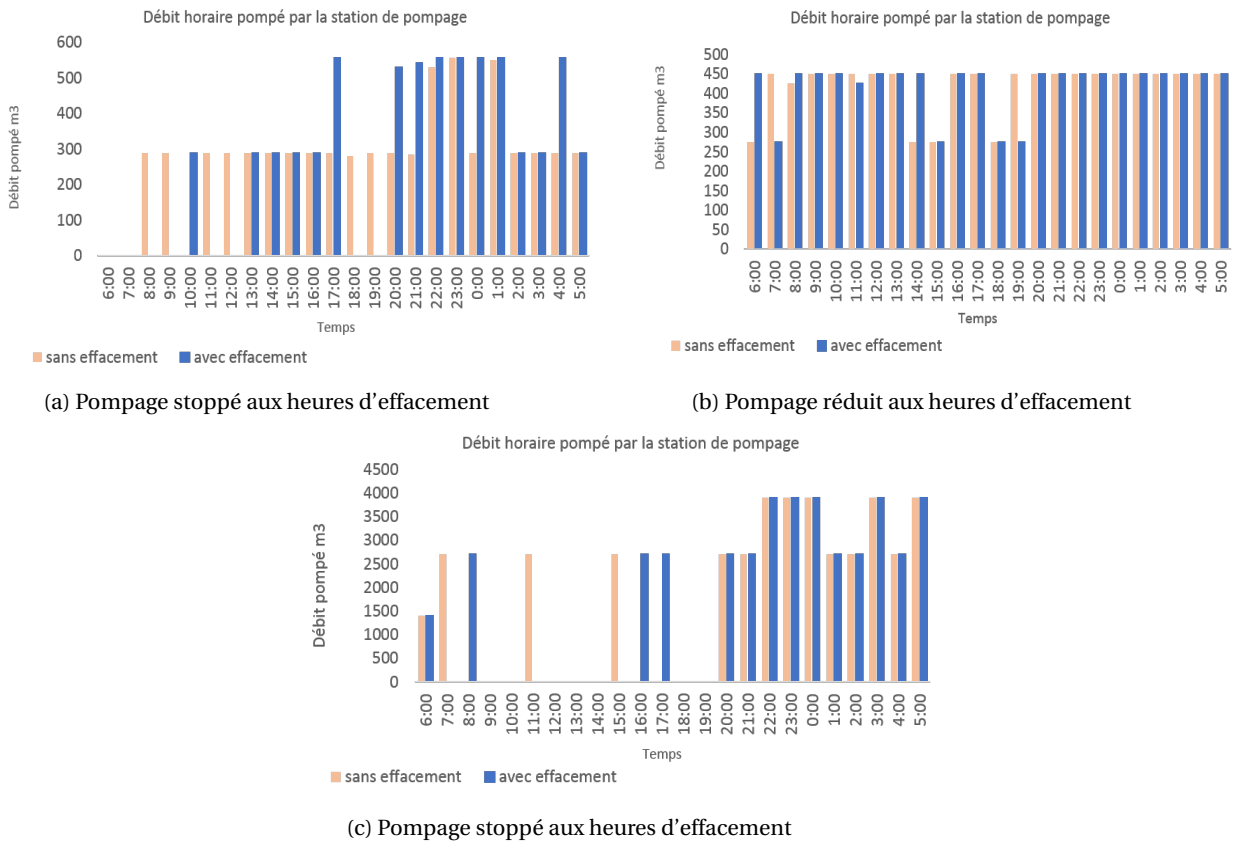 Débit horaire pompé par la station de pompage
600
500
400
300
200
100
0
Débit pompé m3
6:00 7:00 8:00 9:00 10:00 11:00 12:00 13:00 14:00 15:00 16:00 17:00 18:00 19:00 20:00 21:00 22:00 23:00 0:00 1:00 2:00 3:00 4:00 5:00
Temps
sans effacement avec effacement
(a) Pompage stoppé aux heures d'effacement
Débit horaire pompé par la station de pompage
500
450
400
350
300
250
200
150
100
50
0
Débit pompé m3
6:00 7:00 8:00 9:00 10:00 11:00 12:00 13:00 14:00 15:00 16:00 17:00 18:00 19:00 20:00 21:00 22:00 23:00 0:00 1:00 2:00 3:00 4:00 5:00
Temps
sans effacement avec effacement
(b) Pompage réduit aux heures d'effacement
Débit horaire pompé par la station de pompage
4500
4000
3500
3000
2500
2000
1500
1000
500
0
Débit pompé m3
6:00 7:00 8:00 9:00 10:00 11:00 12:00 13:00 14:00 15:00 16:00 17:00 18:00 19:00 20:00 21:00 22:00 23:00 0:00 1:00 2:00 3:00 4:00 5:00
Temps
sans effacement avec effacement
(c) Pompage stoppé aux heures d'effacement